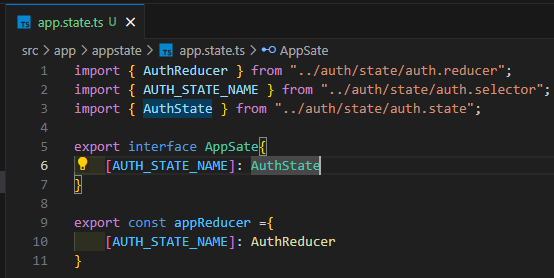 TS app.state.ts U ×
src > app > appstate > TS app.state.ts > AppSate
1 import { AuthReducer } from "../auth/state/auth.reducer";
2 import { AUTH_STATE_NAME } from "../auth/state/auth.selector";
3 import { AuthState } from "../auth/state/auth.state";
4
5 export interface AppSate{
6 [AUTH_STATE_NAME]: AuthState
7 }
8
9 export const appReducer ={
10 [AUTH_STATE_NAME]: AuthReducer
11 }